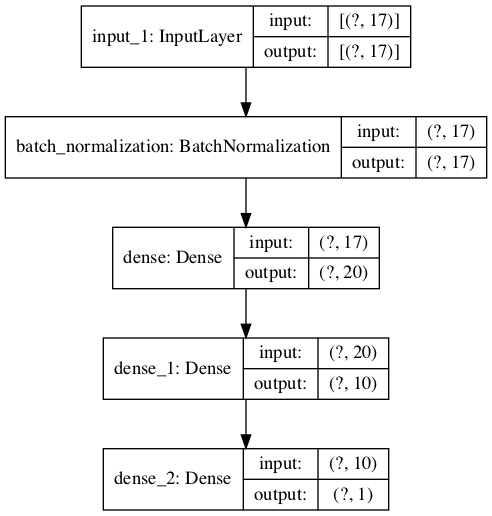 input_1: InputLayer
input: [(?, 17)]
output: [(?, 17)]
batch_normalization: BatchNormalization
input: (?, 17)
output: (?, 17)
dense: Dense
input: (?, 17)
output: (?, 20)
dense_1: Dense
input: (?, 20)
output: (?, 10)
dense_2: Dense
input: (?, 10)
output: (?, 1)